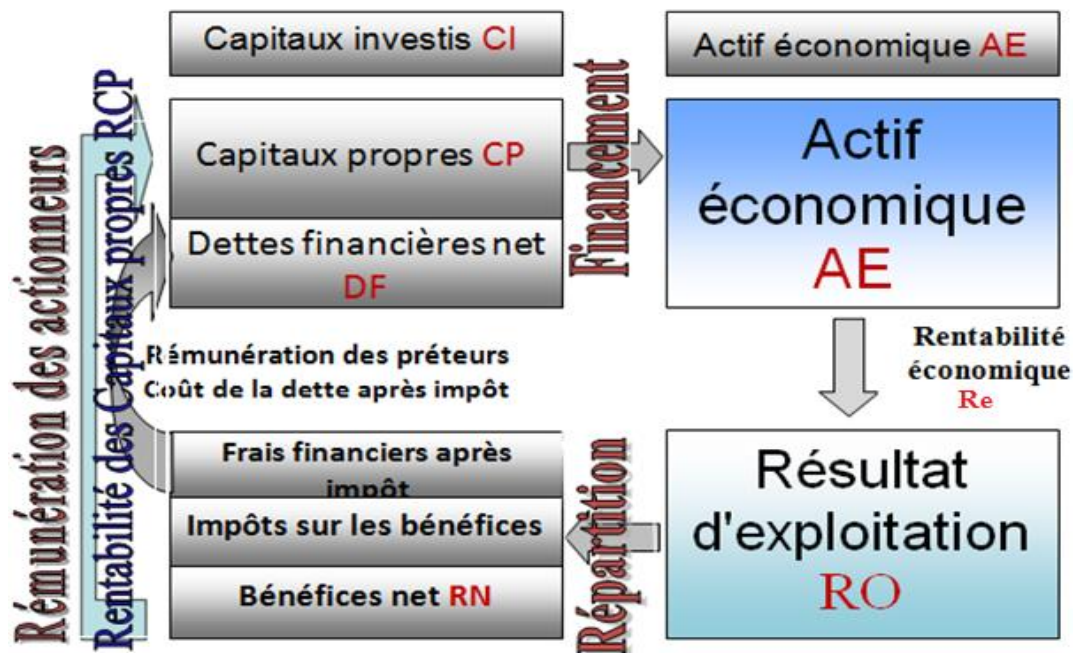 Capitaux investis CI
Actif économique AE
Rémunération des actionneurs
Rentabilité des Capitaux propres RCP
Capitaux propres CP
Dettes financières net
DF
Financement
Actif
économique
AE
Rémunération des préteurs
Coût de la dette après impôt
Rentabilité
économique
Re
Frais financiers après
impôt
Impôts sur les bénéfices
Bénéfices net RN
Répartition
Résultat
d'exploitation
RO